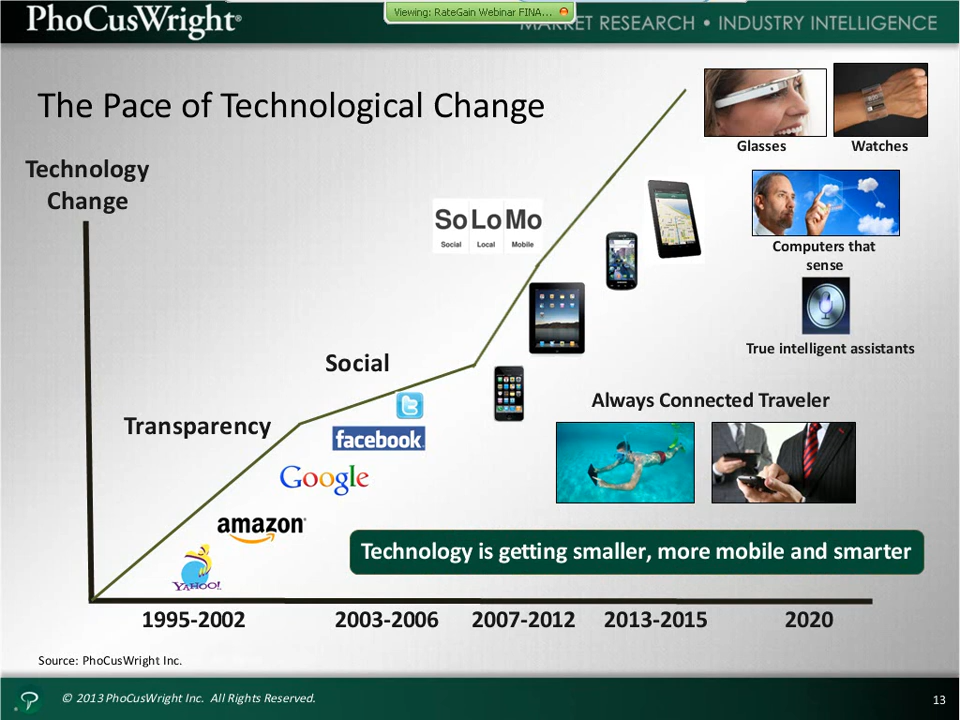 PhoCusWright®
Viewing: RateGain Webinar FINA...
MARKET RESEARCH • INDUSTRY INTELLIGENCE
The Pace of Technological Change
Glasses
Watches
Technology
Change
SoLoMo
Social Local Mobile
Computers that
sense
True intelligent assistants
Social
Always Connected Traveler
Transparency
facebook
Google
amazon
YAHOO!
Technology is getting smaller, more mobile and smarter
1995-2002 2003-2006 2007-2012 2013-2015 2020
Source: PhoCusWright Inc.
© 2013 PhoCusWright Inc. All Rights Reserved.
13